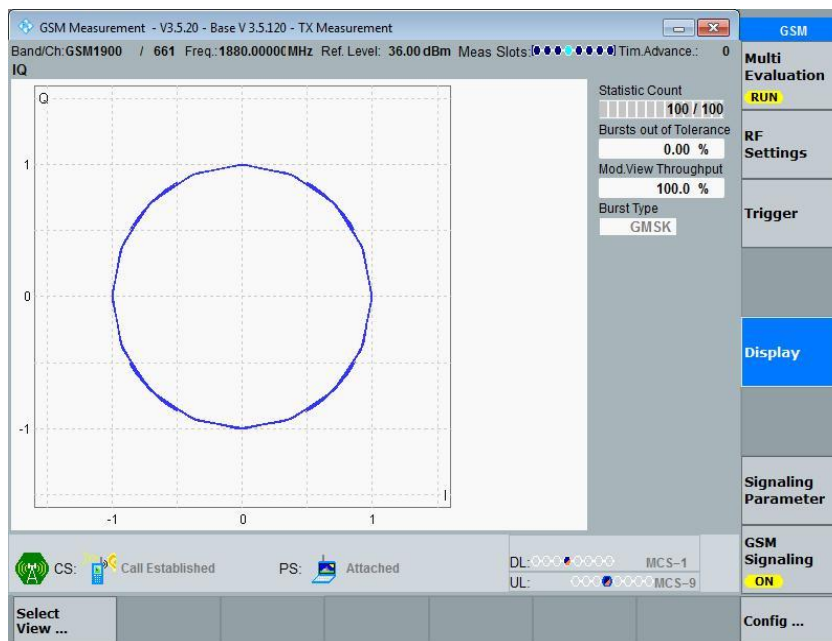 GSM Measurement - V3.5.20 - Base V 3.5.120 - TX Measurement
Band/Ch:GSM1900 / 661 Freq.:1880.00000MHz Ref. Level: 36.00 dBm Meas Slots: Tim.Advance.: 0
IQ
Q
1
0
-1
-1 0 1
I
Statistic Count
100 / 100
Bursts out of Tolerance
0.00 %
Mod.View Throughput
100.0 %
Burst Type
GMSK
CS: Call Established PS: Attached
DL: MCS-1
UL: MCS-9
Select
View ...
GSM
Multi
Evaluation
RUN
RF
Settings
Trigger
Display
Signaling
Parameter
GSM
Signaling
ON
Config ...